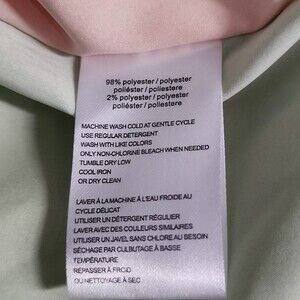 98% polyester / polyester
poliéster / poliestere
2% polyester / polyester
poliéster / poliestere
MACHINE WASH COLD AT GENTLE CYCLE
USE REGULAR DETERGENT
WASH WITH LIKE COLORS
ONLY NON-CHLORINE BLEACH WHEN NEEDED
TUMBLE DRY LOW
COOL IRON
OR DRY CLEAN
LAVER À LA MACHINE À L'EAU FROIDE AU
CYCLE DÉLICAT
UTILISER UN DÉTERGENT RÉGULIER
LAVER AVEC DES COULEURS SIMILAIRES
UTILISER UN JAVEL SANS CHLORE AU BESOIN
SÉCHAGE PAR CULBUTAGE À BASSE
TEMPÉRATURE
REPASSER À FROID
OU NETTOYAGE À SEC